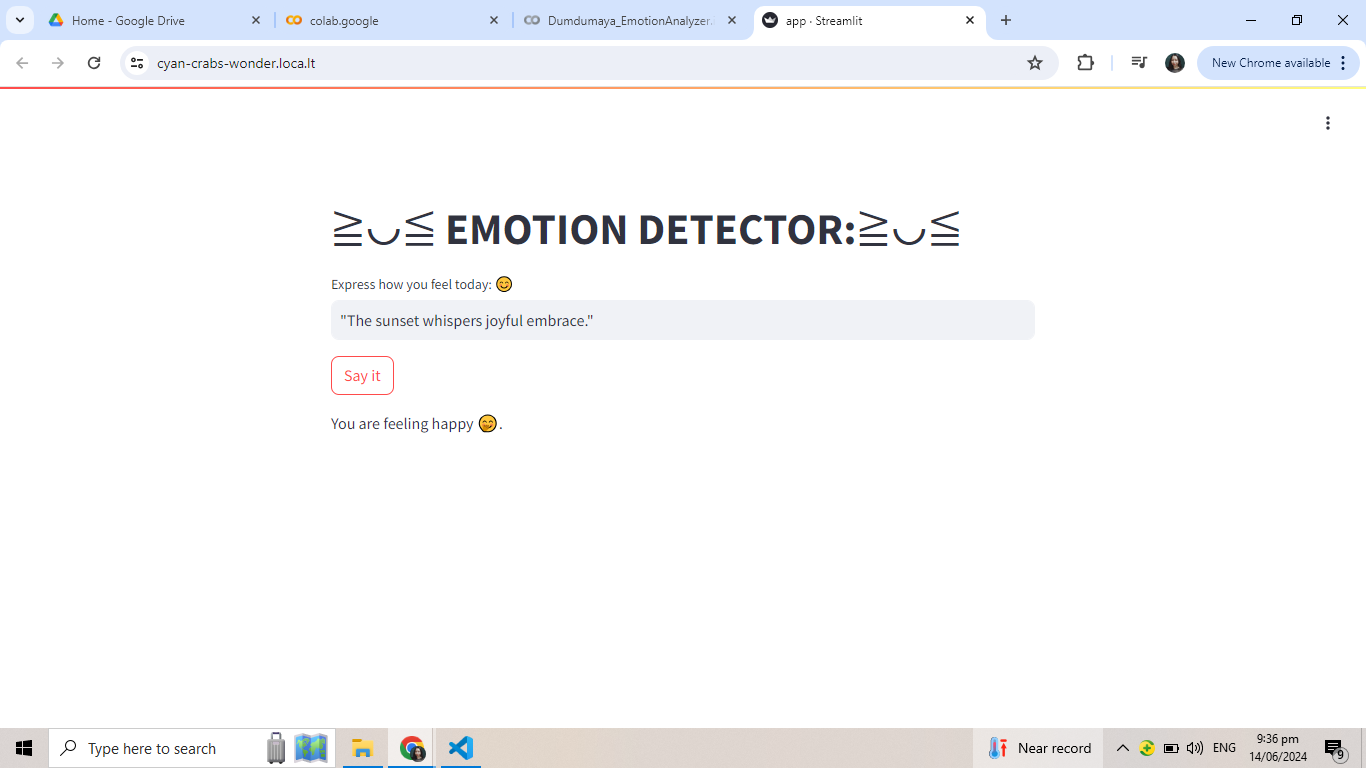 Home - Google Drive
colab.google
Dumdumaya_EmotionAnalyzer.
app · Streamlit
cyan-crabs-wonder.loca.lt
New Chrome available
≧◡≦ EMOTION DETECTOR:≧◡≦
Express how you feel today: 😊
"The sunset whispers joyful embrace."
Say it
You are feeling happy 🤭.
Type here to search
Near record
ENG
9:36 pm
14/06/2024
9